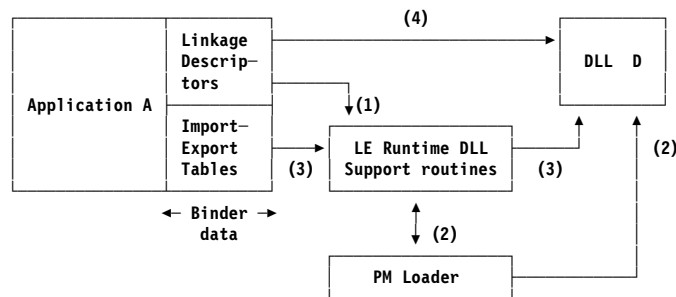 (4)
Linkage
Descrip–
tors
DLL D
Application A
(1)
Import–
Export
Tables
LE Runtime DLL
Support routines
(2)
(3)
(3)
← Binder →
data
(2)
PM Loader